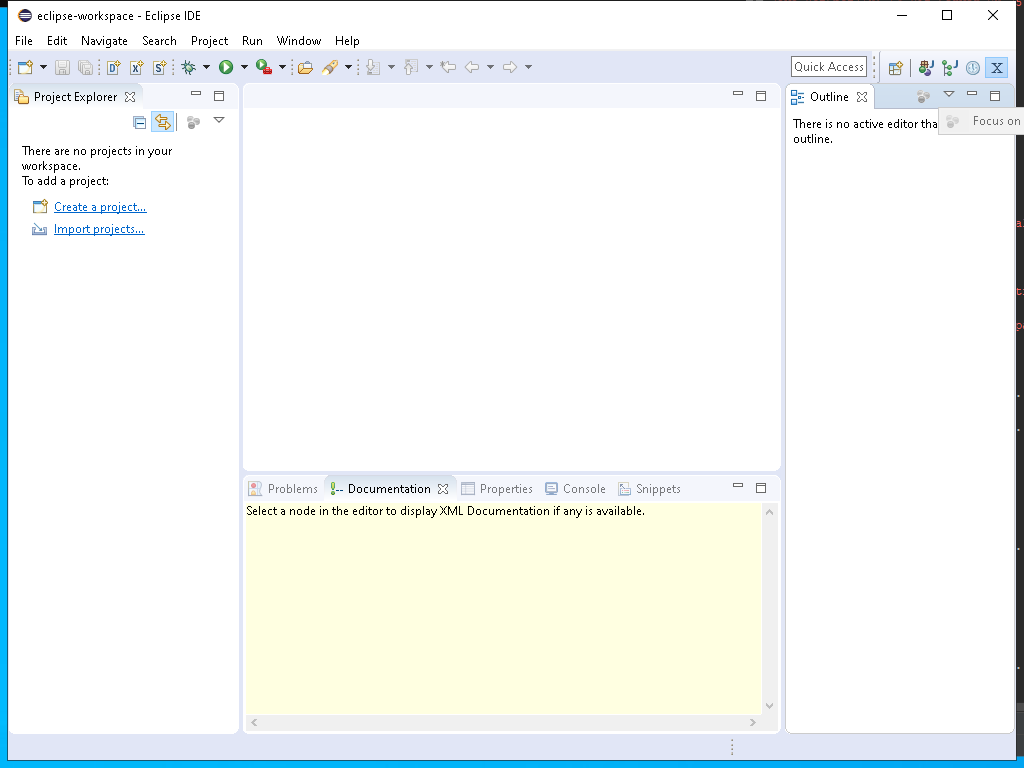 eclipse-workspace - Eclipse IDE
File Edit Navigate Search Project Run Window Help
Quick Access
Project Explorer
Outline
Focus on
There is no active editor tha
outline.
There are no projects in your
workspace.
To add a project:
Create a project...
Import projects...
Problems Documentation Properties Console Snippets
Select a node in the editor to display XML Documentation if any is available.